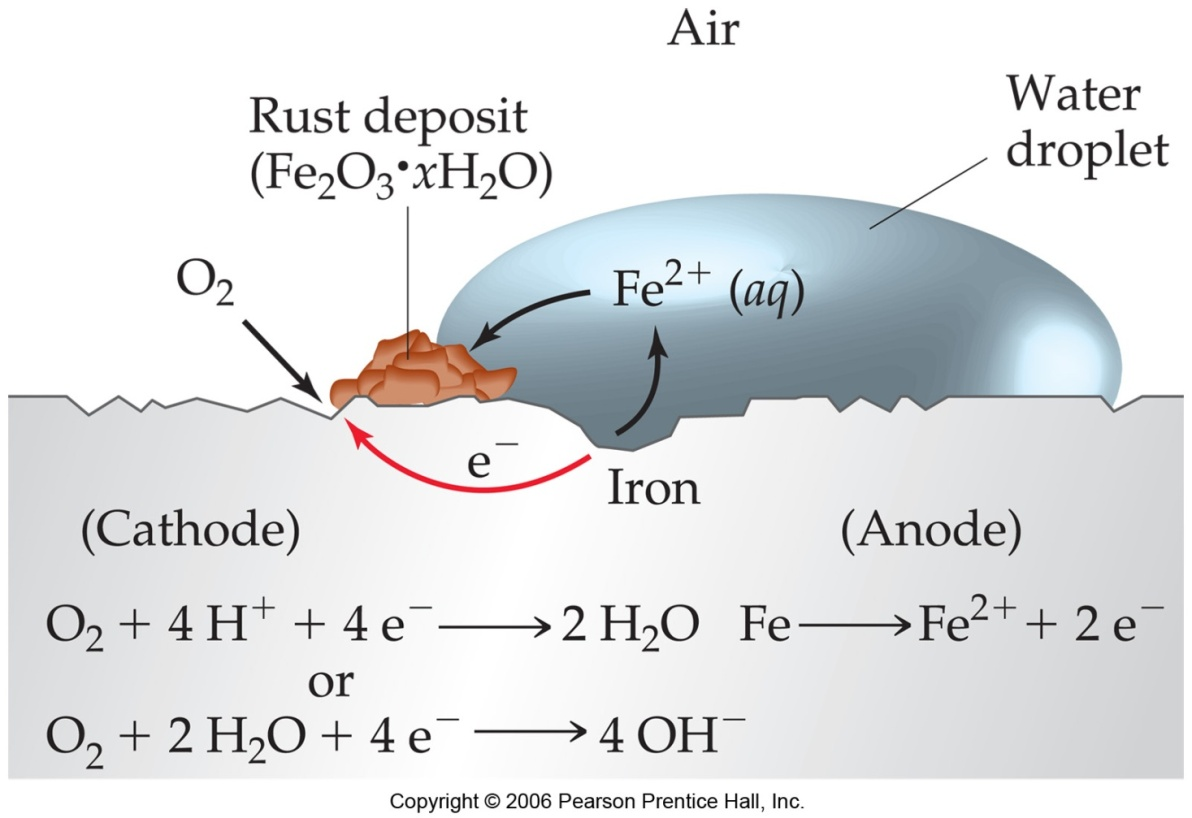 Air
Water
droplet
Rust deposit
(Fe₂O₃•xH₂O)
O₂
Fe²⁺ (aq)
e⁻
Iron
(Cathode)
(Anode)
O₂ + 4 H⁺ + 4 e⁻ ⟶ 2 H₂O
Fe ⟶ Fe²⁺ + 2 e⁻
or
O₂ + 2 H₂O + 4 e⁻ ⟶ 4 OH⁻
Copyright © 2006 Pearson Prentice Hall, Inc.